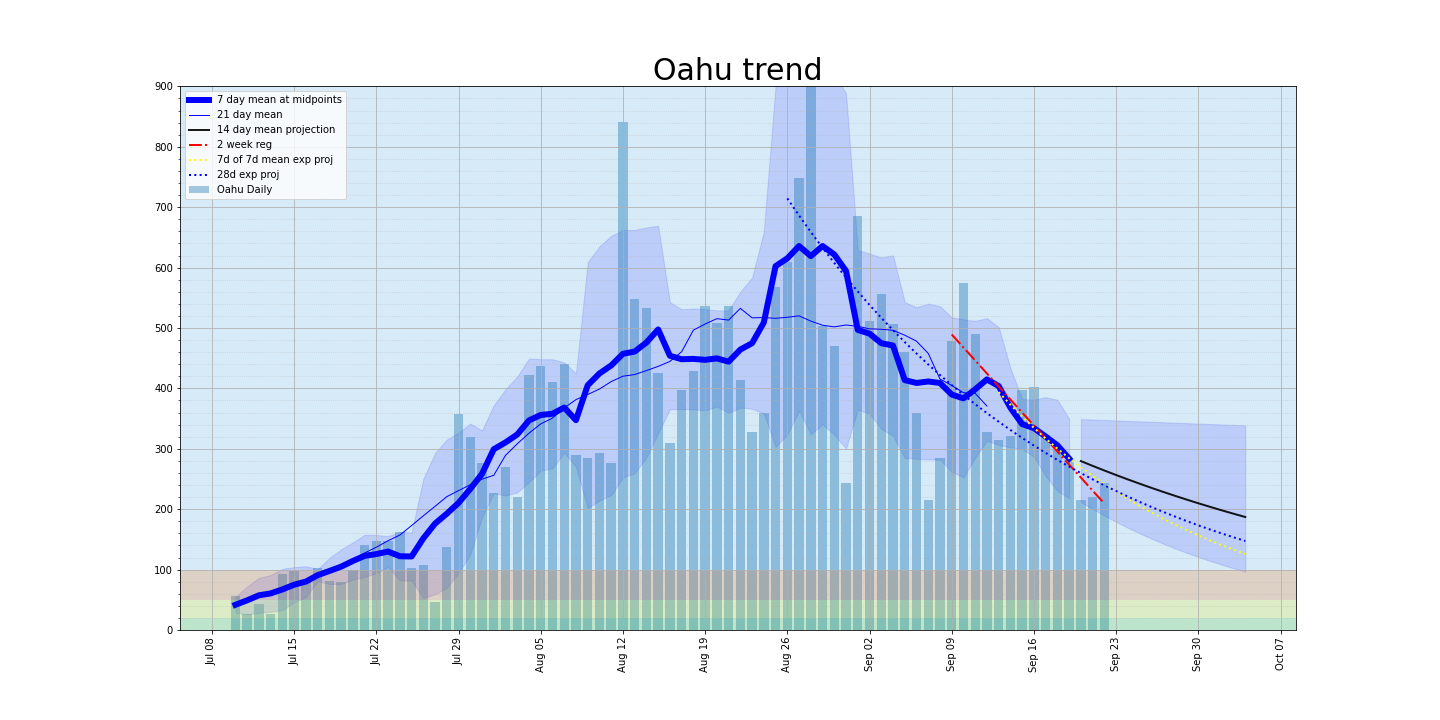 Oahu trend
900
800
700
600
500
400
300
200
100
0
7 day mean at midpoints
21 day mean
14 day mean projection
2 week reg
7d of 7d mean exp proj
28d exp proj
Oahu Daily
Jul 08
Jul 15
Jul 22
Jul 29
Aug 05
Aug 12
Aug 19
Aug 26
Sep 02
Sep 09
Sep 16
Sep 23
Sep 30
Oct 07